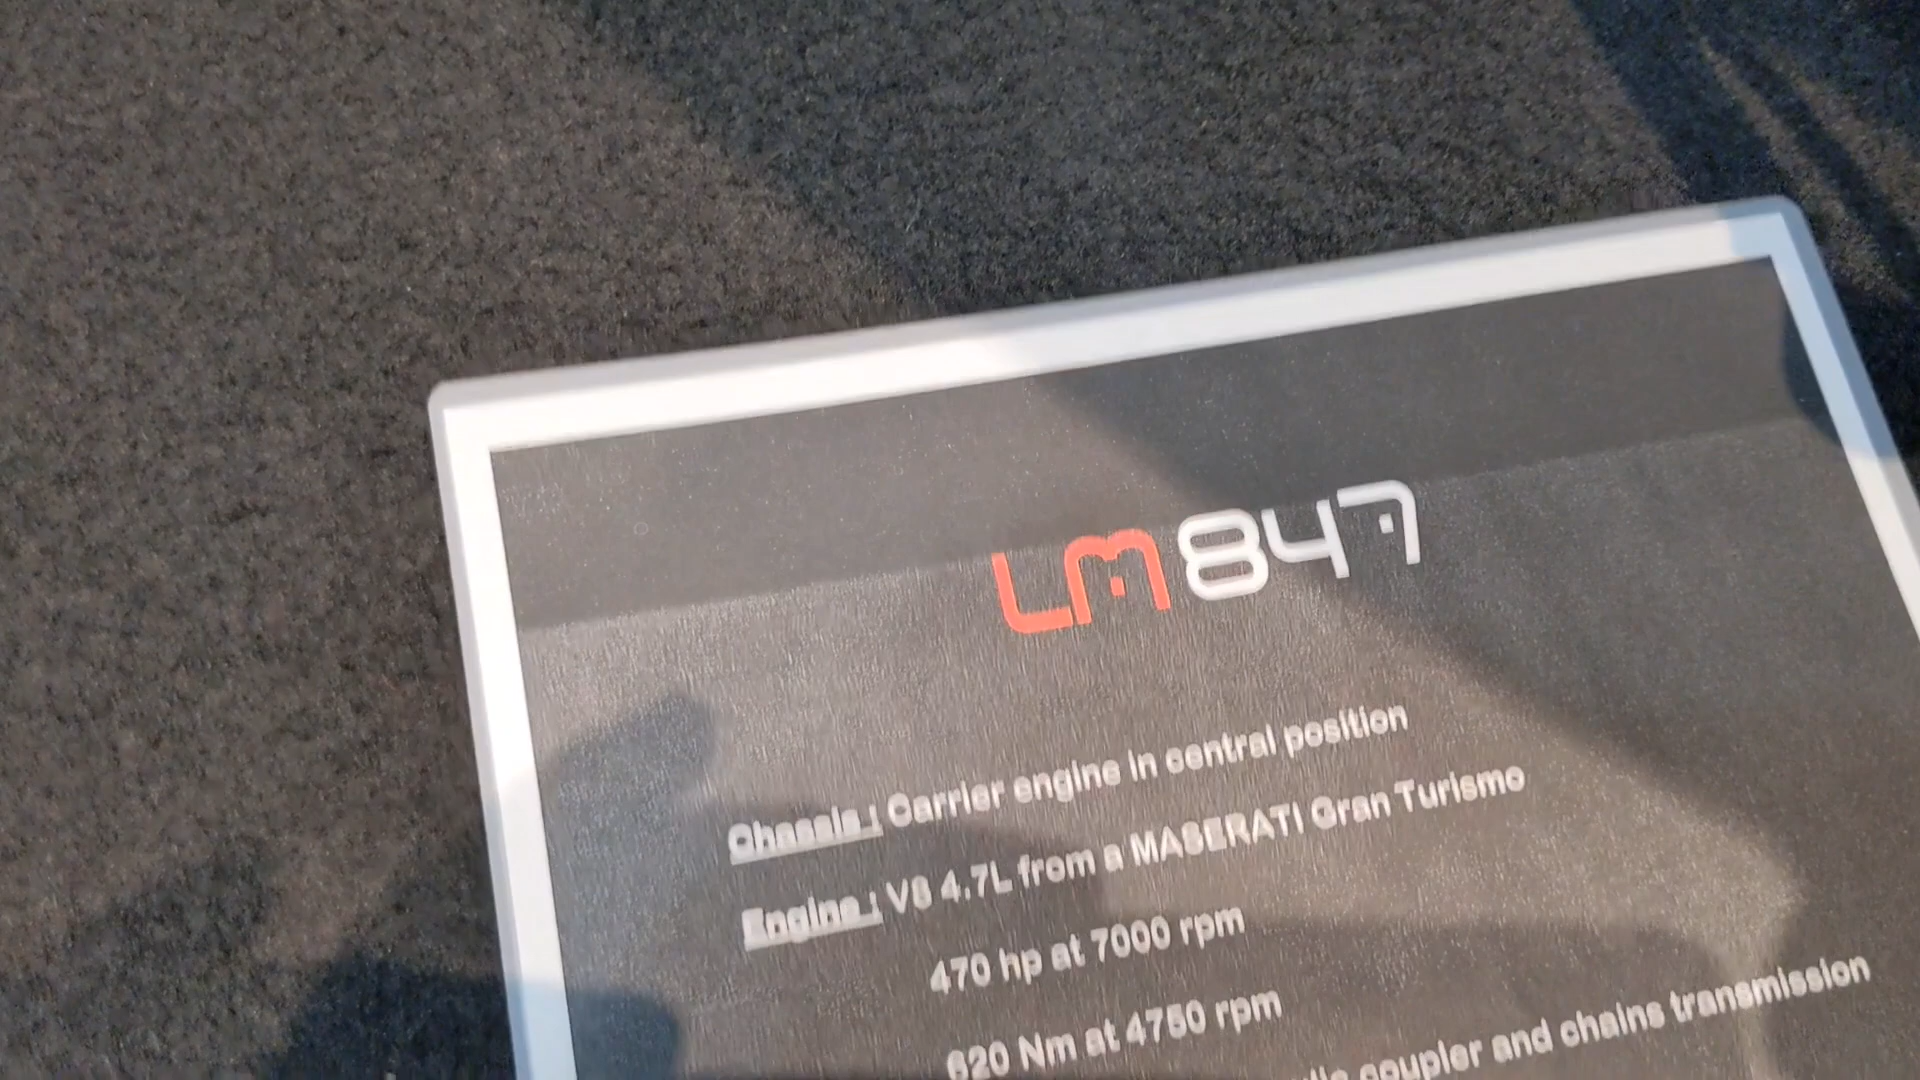 LM847
Chassis : Carrier engine in central position
Engine : V8 4.7L from a MASERATI Gran Turismo
470 hp at 7000 rpm
620 Nm at 4750 rpm
coupler and chains transmission